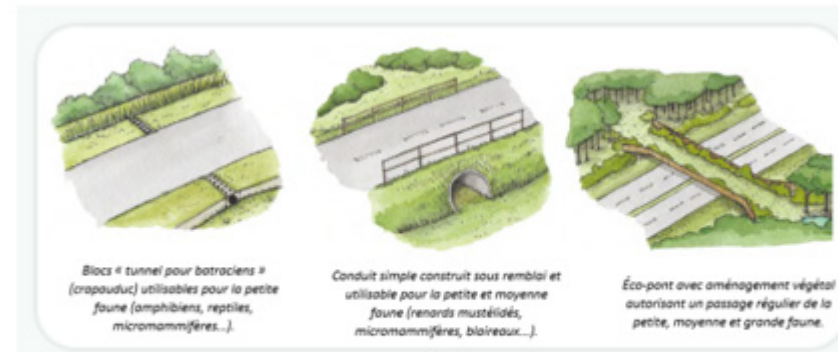 Blocs « tunnel pour batraciens »
(crapauduc) utilisables pour la petite
faune (amphibiens, reptiles,
micromammifères...).
Conduit simple construit sous remblai et
utilisable pour la petite et moyenne
faune (renards mustélidés,
micromammifères, blaireaux...).
Éco-pont avec aménagement végétal
autorisant un passage régulier de la
petite, moyenne et grande faune.